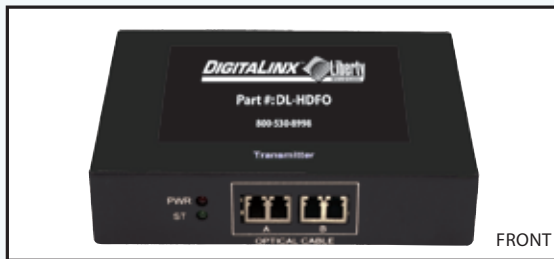 DIGITALINX Liberty
Part #:DL-HDFO
800-530-8998
Transmitter
PWR
ST
A B
OPTICAL CABLE
FRONT